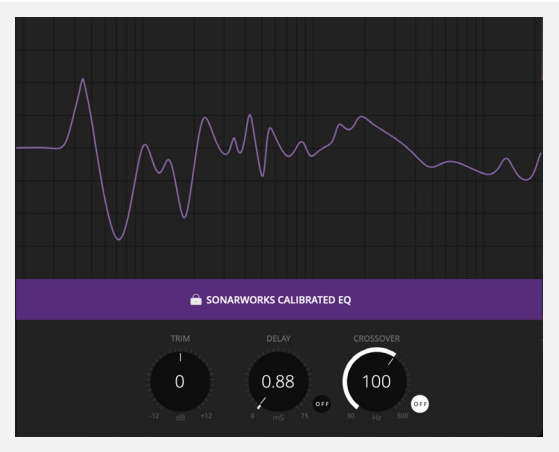 SONARWORKS CALIBRATED EQ
TRIM DELAY CROSSOVER
0 0.88 100
OFF OFF
-12 dB +12 0 mS 75 30 Hz 500